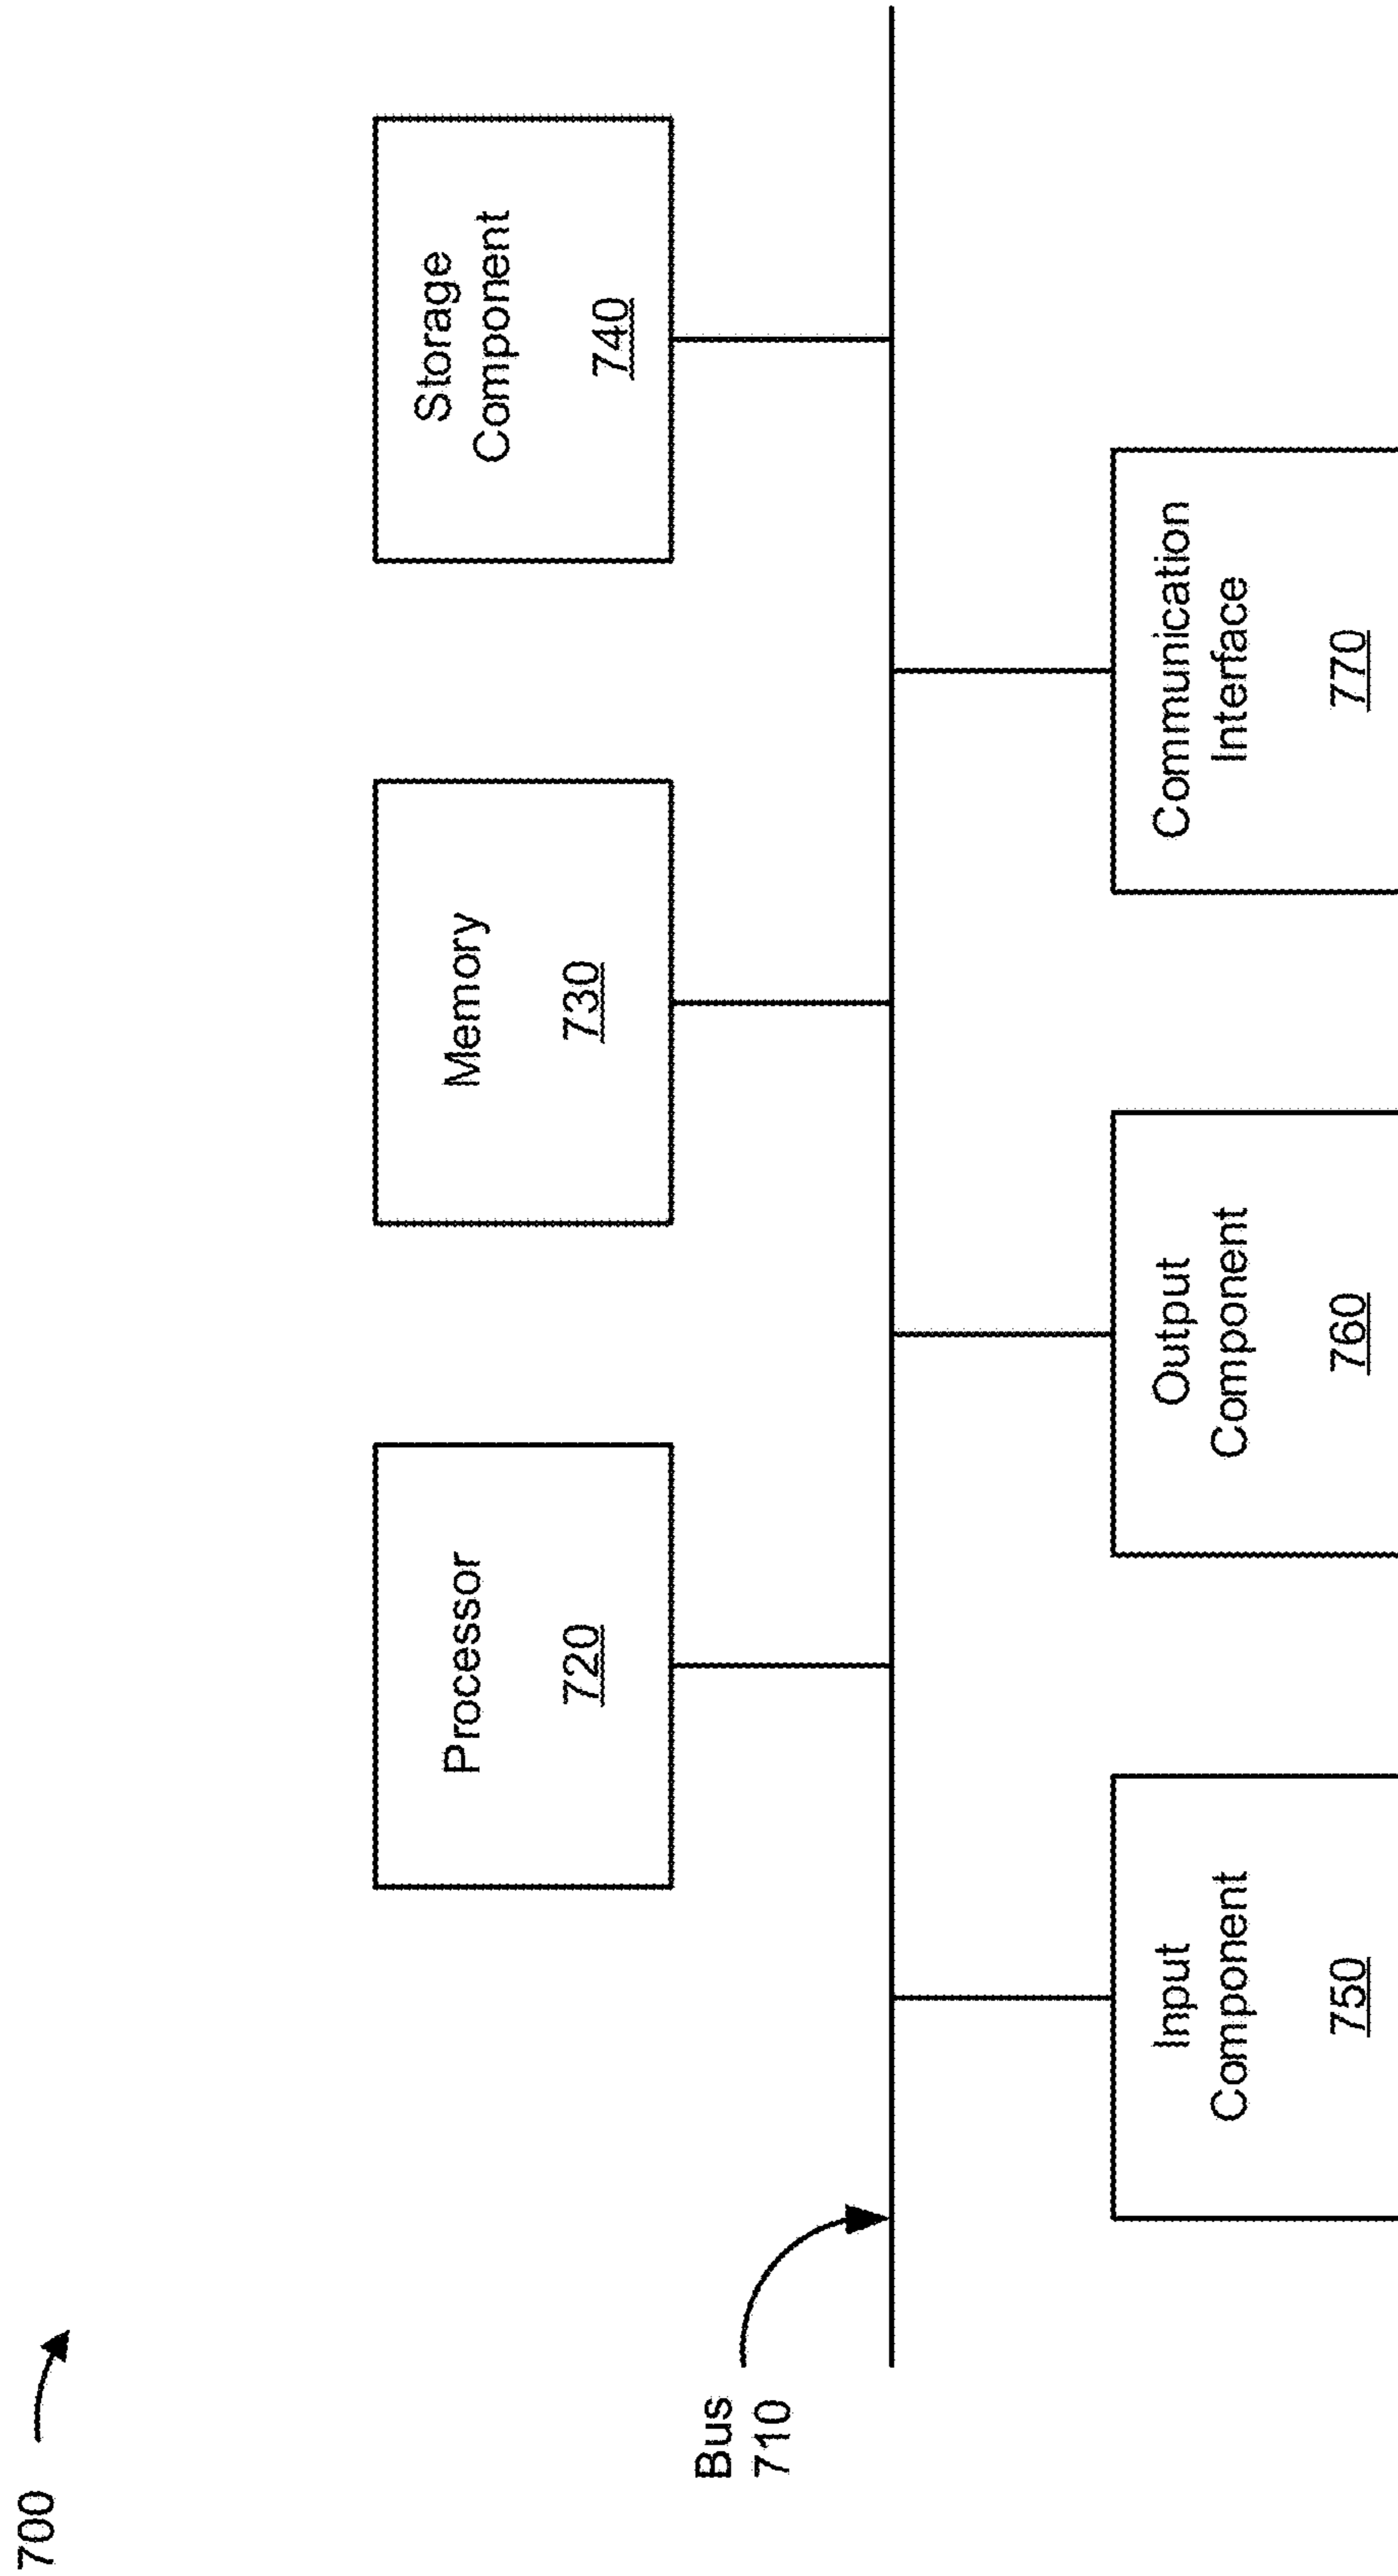 700
Bus
710
Processor
720
Memory
730
Storage
Component
740
Input
Component
750
Output
Component
760
Communication
Interface
770